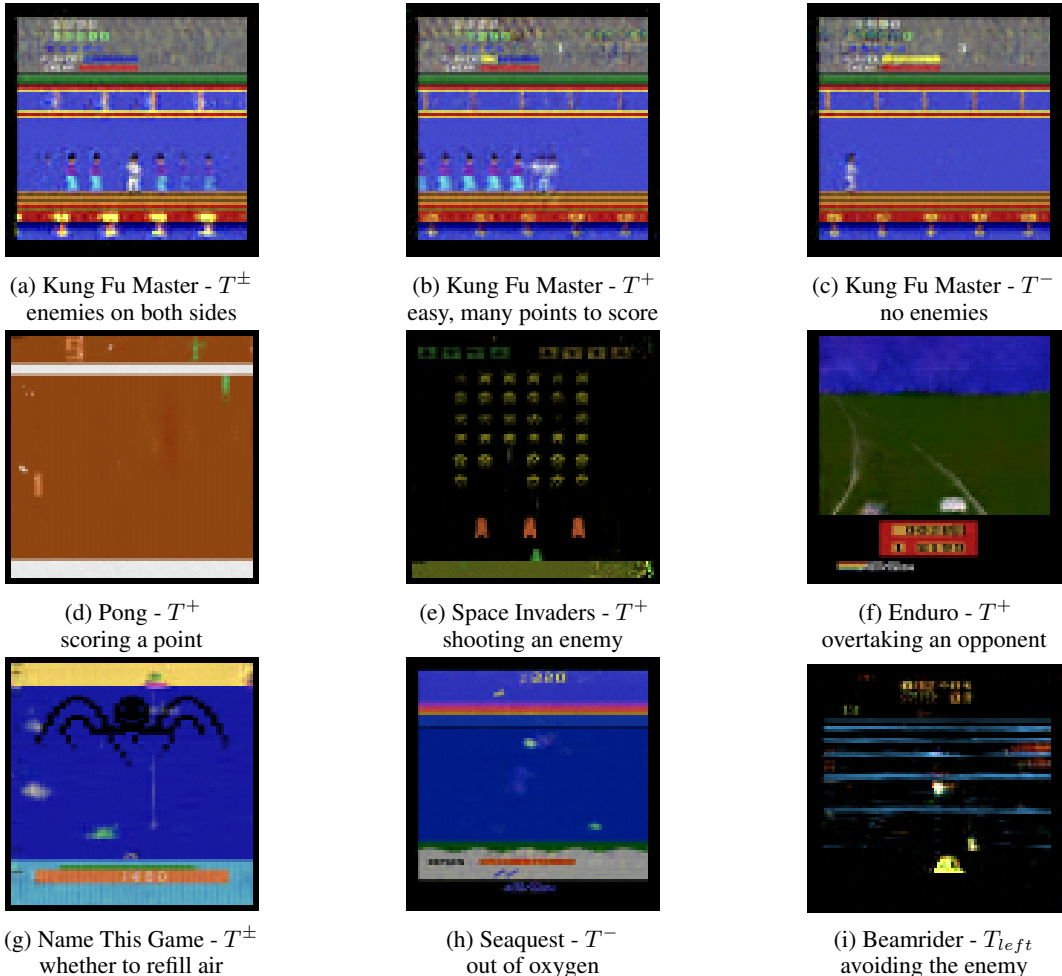 (a) Kung Fu Master - T±
enemies on both sides
(b) Kung Fu Master - T+
easy, many points to score
(c) Kung Fu Master - T−
no enemies
(d) Pong - T+
scoring a point
(e) Space Invaders - T+
shooting an enemy
(f) Enduro - T+
overtaking an opponent
(g) Name This Game - T±
whether to refill air
(h) Seaquest - T−
out of oxygen
(i) Beamrider - Tleft
avoiding the enemy